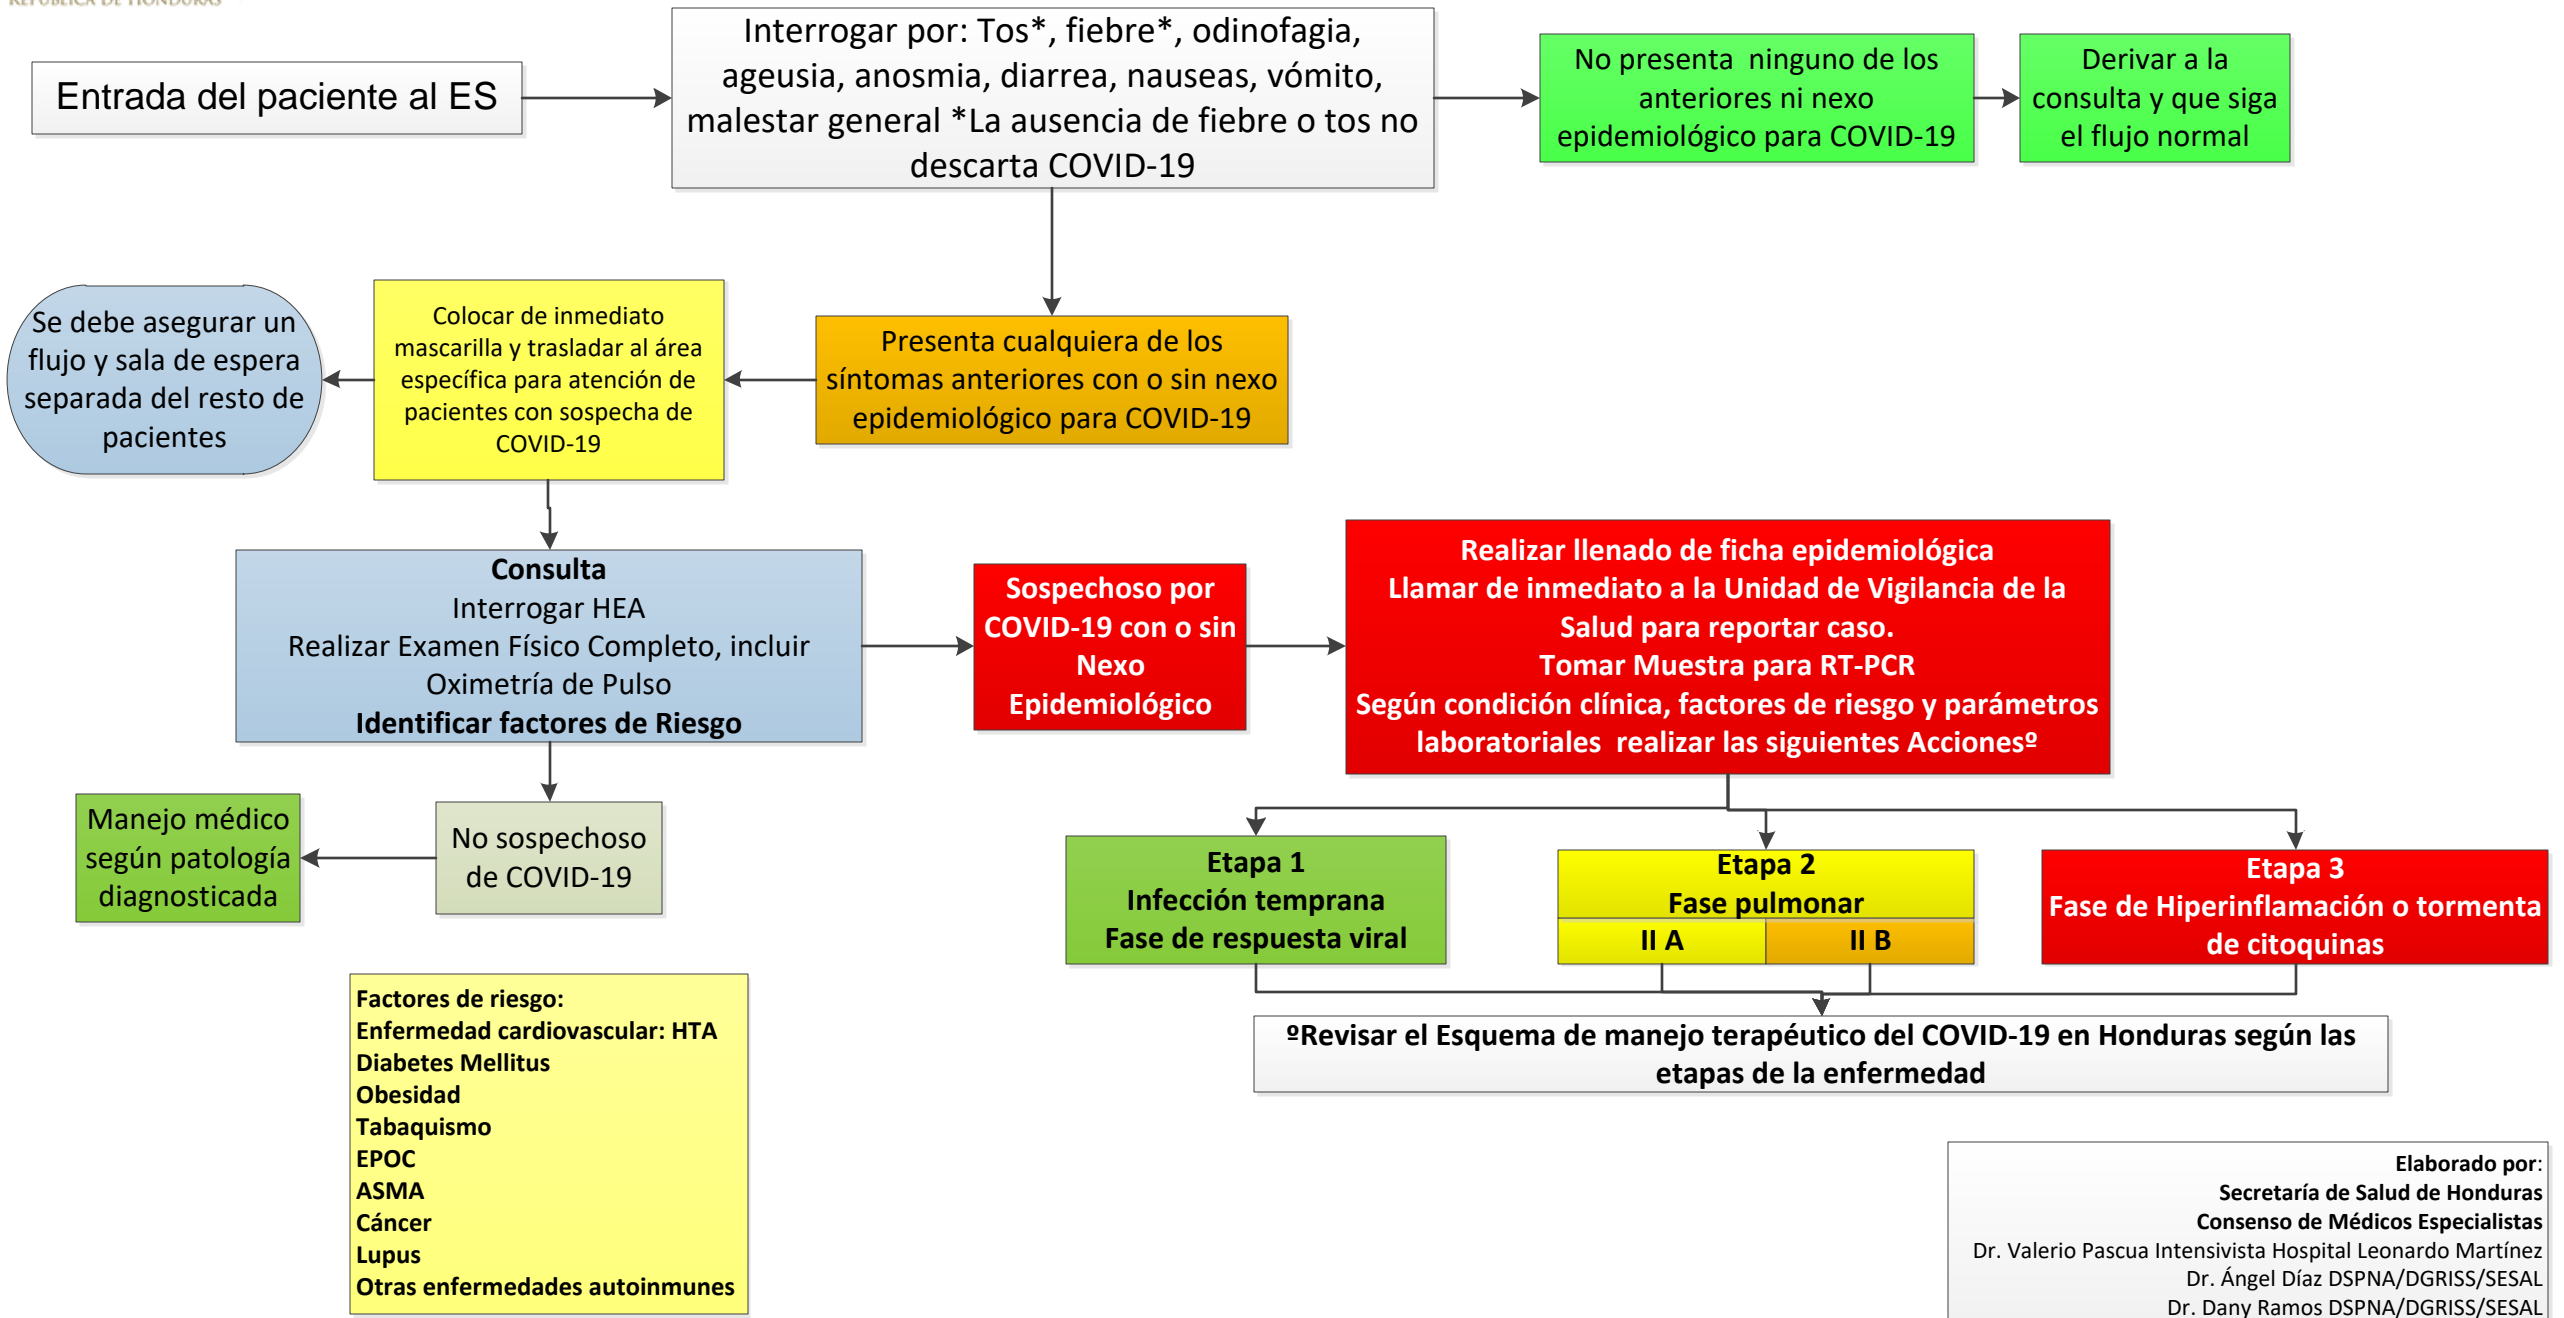 REPÚBLICA DE HONDURAS
Entrada del paciente al ES
Interrogar por: Tos*, fiebre*, odinofagia,
ageusia, anosmia, diarrea, nauseas, vómito,
malestar general *La ausencia de fiebre o tos no
descarta COVID-19
No presenta ninguno de los
anteriores ni nexo
epidemiológico para COVID-19
Derivar a la
consulta y que siga
el flujo normal
Se debe asegurar un
flujo y sala de espera
separada del resto de
pacientes
Colocar de inmediato
mascarilla y trasladar al área
específica para atención de
pacientes con sospecha de
COVID-19
Presenta cualquiera de los
síntomas anteriores con o sin nexo
epidemiológico para COVID-19
Consulta
Interrogar HEA
Realizar Examen Físico Completo, incluir
Oximetría de Pulso
Identificar factores de Riesgo
Sospechoso por
COVID-19 con o sin
Nexo
Epidemiológico
Realizar llenado de ficha epidemiológica
Llamar de inmediato a la Unidad de Vigilancia de la
Salud para reportar caso.
Tomar Muestra para RT-PCR
Según condición clínica, factores de riesgo y parámetros
laboratoriales realizar las siguientes Accionesº
Manejo médico
según patología
diagnosticada
No sospechoso
de COVID-19
Etapa 1
Infección temprana
Fase de respuesta viral
Etapa 2
Fase pulmonar
II A
II B
Etapa 3
Fase de Hiperinflamación o tormenta
de citoquinas
ºRevisar el Esquema de manejo terapéutico del COVID-19 en Honduras según las
etapas de la enfermedad
Factores de riesgo:
Enfermedad cardiovascular: HTA
Diabetes Mellitus
Obesidad
Tabaquismo
EPOC
ASMA
Cáncer
Lupus
Otras enfermedades autoinmunes
Elaborado por:
Secretaría de Salud de Honduras
Consenso de Médicos Especialistas
Dr. Valerio Pascua Intensivista Hospital Leonardo Martínez
Dr. Ángel Díaz DSPNA/DGRISS/SESAL
Dr. Dany Ramos DSPNA/DGRISS/SESAL